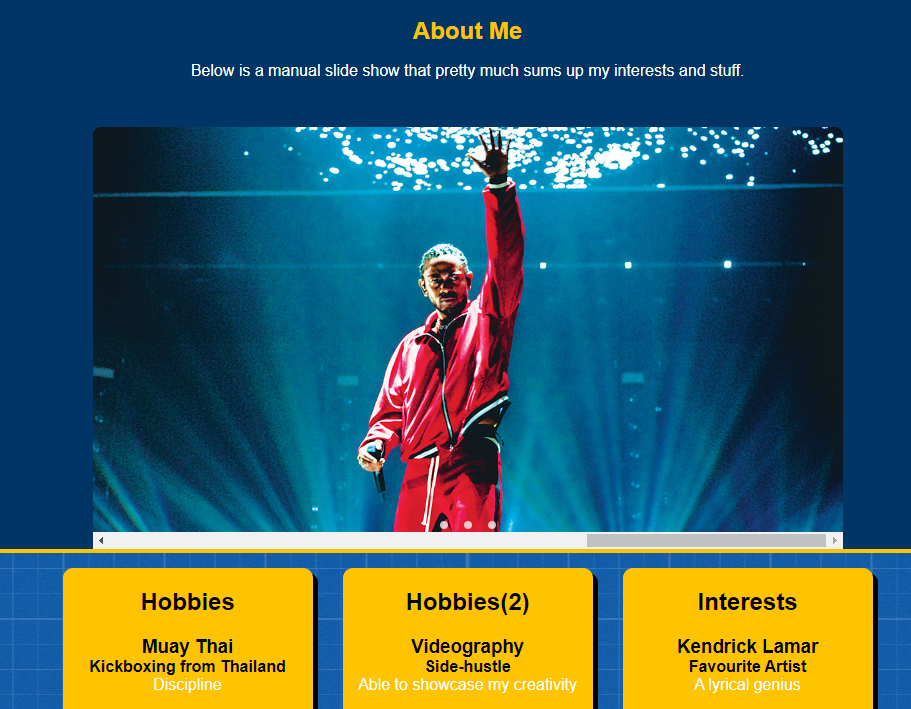 About Me
Below is a manual slide show that pretty much sums up my interests and stuff.
Hobbies
Muay Thai
Kickboxing from Thailand
Discipline
Hobbies(2)
Videography
Side-hustle
Able to showcase my creativity
Interests
Kendrick Lamar
Favourite Artist
A lyrical genius